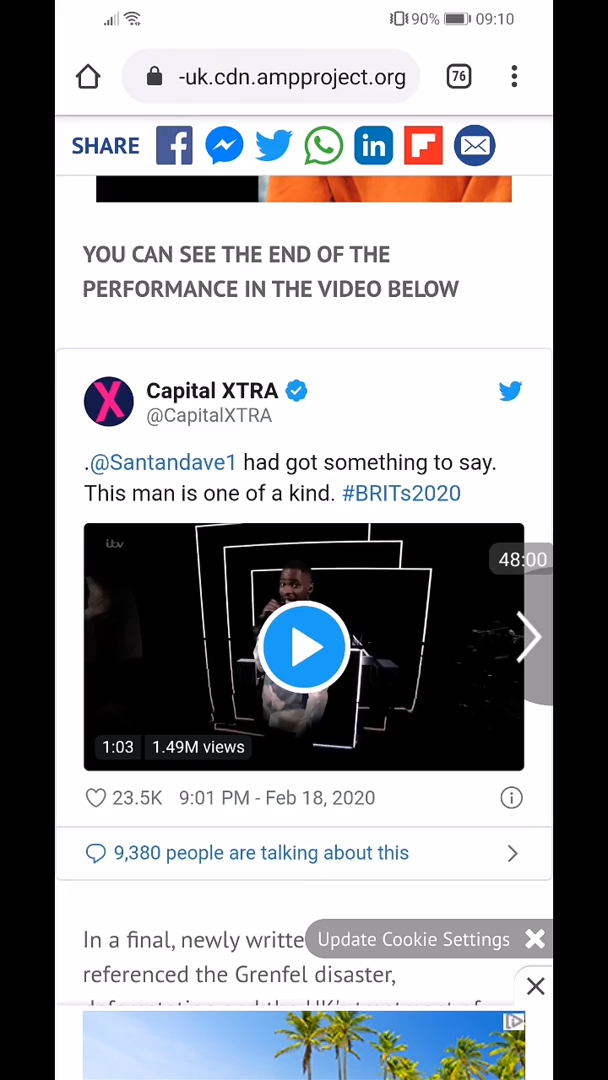 90% 09:10
-uk.cdn.ampproject.org 76
SHARE
YOU CAN SEE THE END OF THE
PERFORMANCE IN THE VIDEO BELOW
Capital XTRA
@CapitalXTRA
.@Santandave1 had got something to say.
This man is one of a kind. #BRITs2020
itv
48:00
1:03 1.49M views
23.5K 9:01 PM - Feb 18, 2020
9,380 people are talking about this
In a final, newly writte
Update Cookie Settings
referenced the Grenfel disaster,